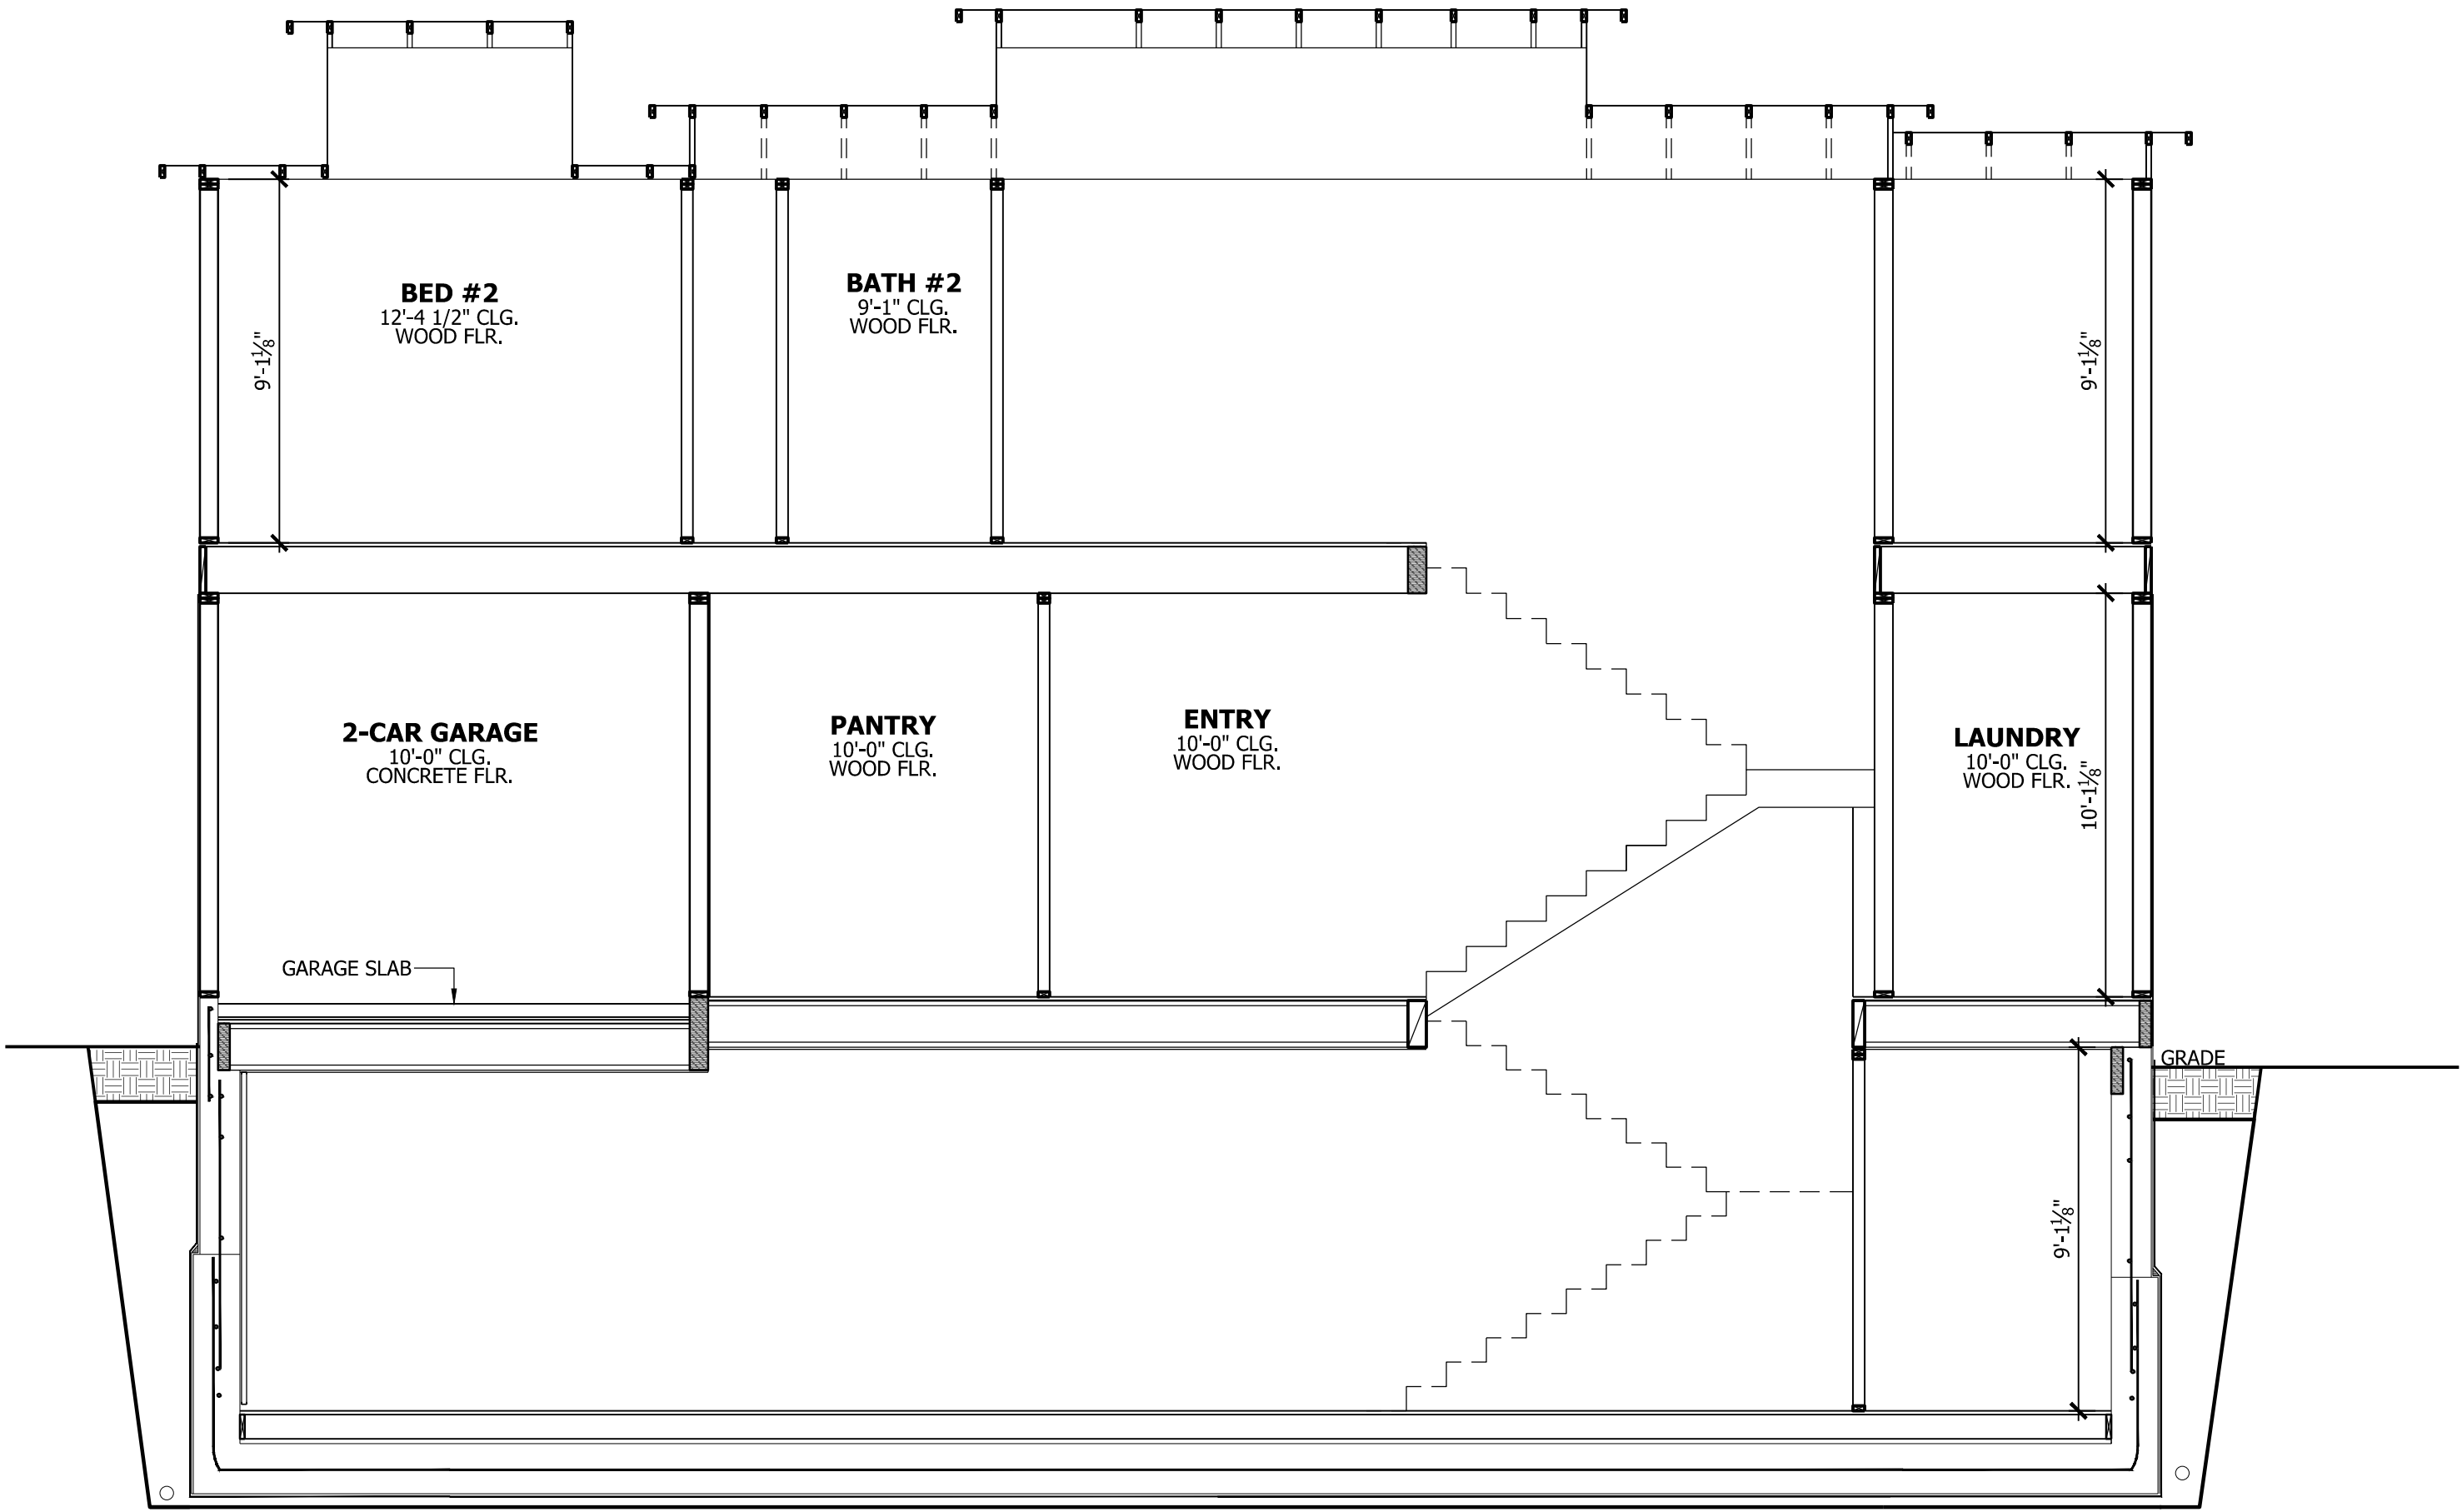 BED #2
12'-4 1/2" CLG.
WOOD FLR.
BATH #2
9'-1" CLG.
WOOD FLR.
9'-1⅛"
9'-1⅛"
2-CAR GARAGE
10'-0" CLG.
CONCRETE FLR.
PANTRY
10'-0" CLG.
WOOD FLR.
ENTRY
10'-0" CLG.
WOOD FLR.
LAUNDRY
10'-0" CLG.
WOOD FLR.
10'-1⅛"
GARAGE SLAB
GRADE
9'-1⅛"